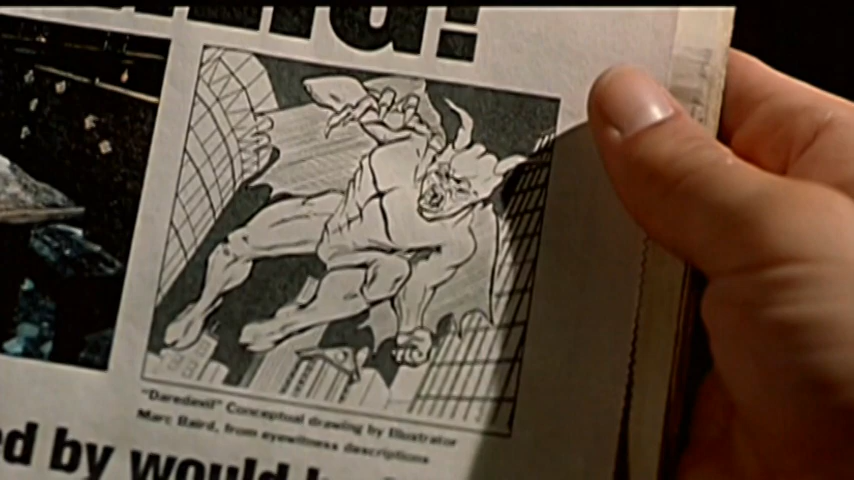 "Daredevil" Conceptual drawing by Illustrator
Marc Baird, from eyewitness descriptions
ed by would